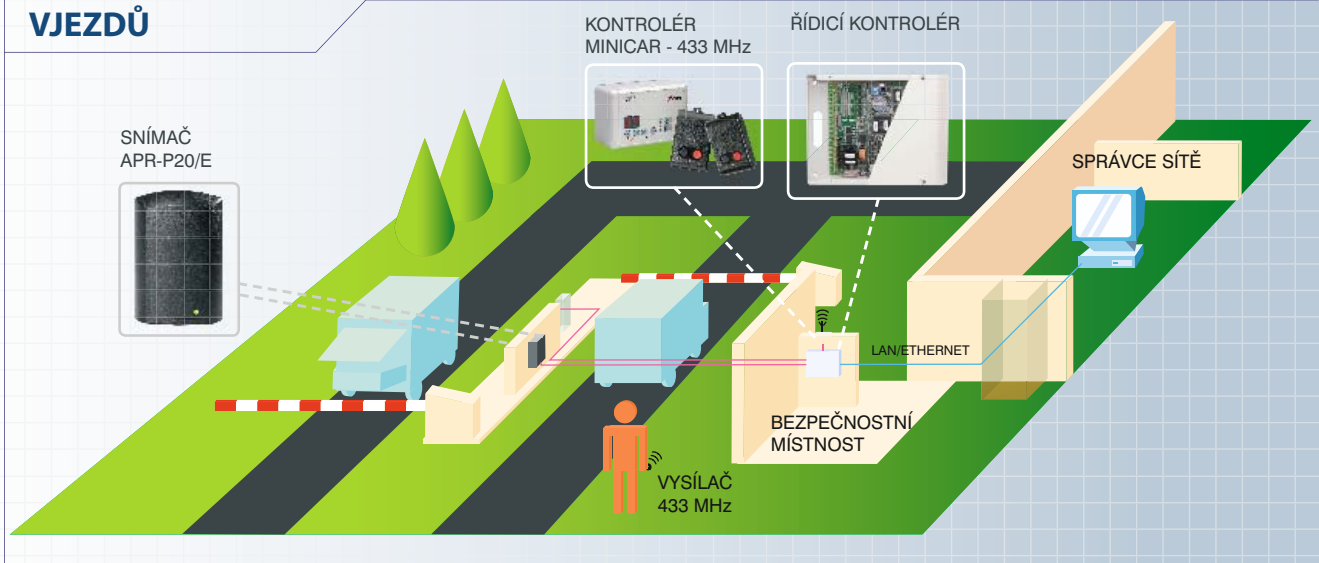 VJEZDŮ
KONTROLÉR
MINICAR - 433 MHz
ŘÍDICÍ KONTROLÉR
SNÍMAČ
APR-P20/E
SPRÁVCE SÍTĚ
LAN/ETHERNET
BEZPEČNOSTNÍ
MÍSTNOST
VYSÍLAČ
433 MHz